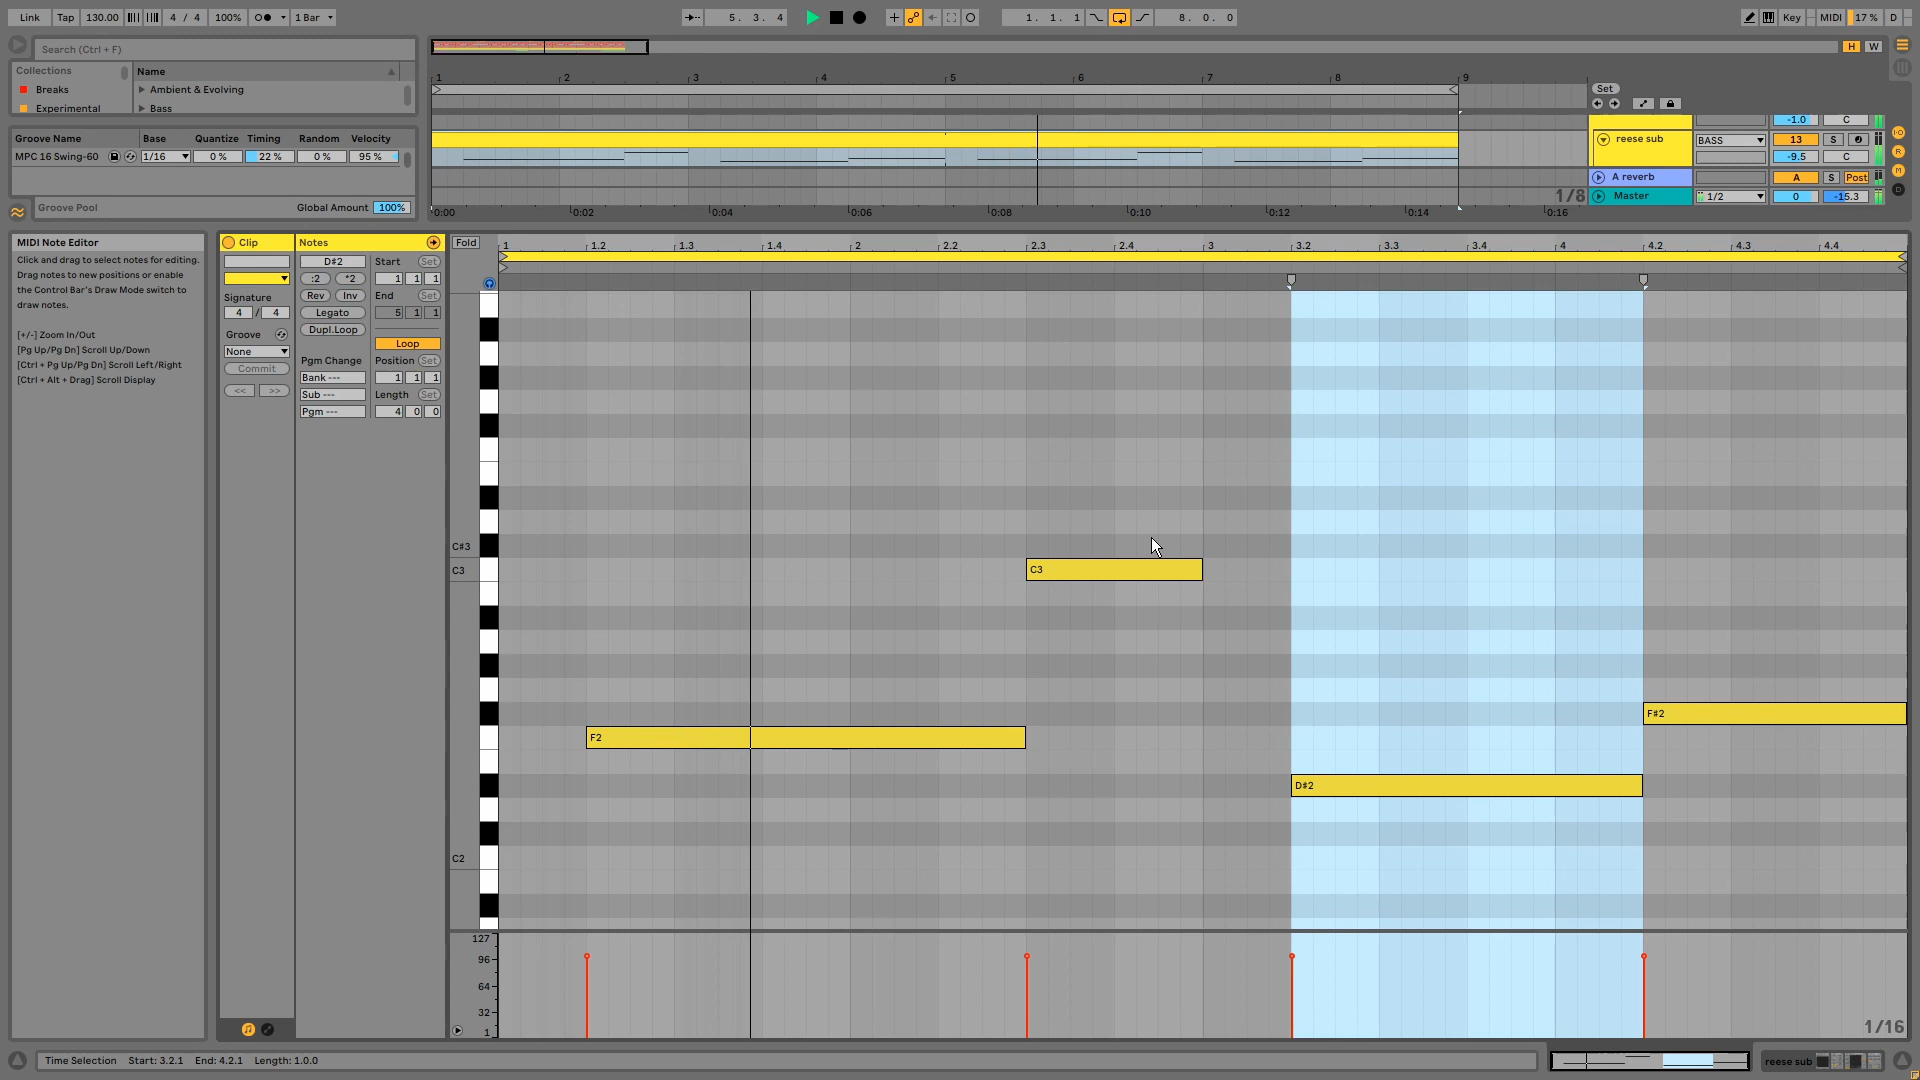 Link Tap 130.00 4 / 4 100% 1 Bar 5. 3. 4 1. 1. 1 8. 0. 0 Key MIDI 17 % D
Search (Ctrl + F)
H W
Collections Name
Breaks Ambient & Evolving
Experimental Bass
1 2 3 4 5 6 7 8 9
Set
-1.0 C
Groove Name Base Quantize Timing Random Velocity
MPC 16 Swing-60 1/16 0 % 22 % 0 % 95 %
reese sub BASS 13 S
-9.5 C
A reverb A S Post
1/8 Master 1/2 0 -15.3
Groove Pool Global Amount 100%
0:00 0:02 0:04 0:06 0:08 0:10 0:12 0:14 0:16
MIDI Note Editor
Click and drag to select notes for editing.
Drag notes to new positions or enable
the Control Bar's Draw Mode switch to
draw notes.
[+/-] Zoom In/Out
[Pg Up/Pg Dn] Scroll Up/Down
[Ctrl + Pg Up/Pg Dn] Scroll Left/Right
[Ctrl + Alt + Drag] Scroll Display
Clip
Signature
4 / 4
Groove
None
Commit
<< >>
Notes
D#2 Start Set
:2 *2 1 1 1
Rev Inv End Set
Legato 5 1 1
Dupl.Loop
Loop
Pgm Change Position Set
Bank --- 1 1 1
Sub --- Length Set
Pgm --- 4 0 0
Fold 1 1.2 1.3 1.4 2 2.2 2.3 2.4 3 3.2 3.3 3.4 4 4.2 4.3 4.4
C#3
C3 C3
F#2
F2
D#2
C2
127
96
64
32
1
1/16
Time Selection Start: 3.2.1 End: 4.2.1 Length: 1.0.0
reese sub